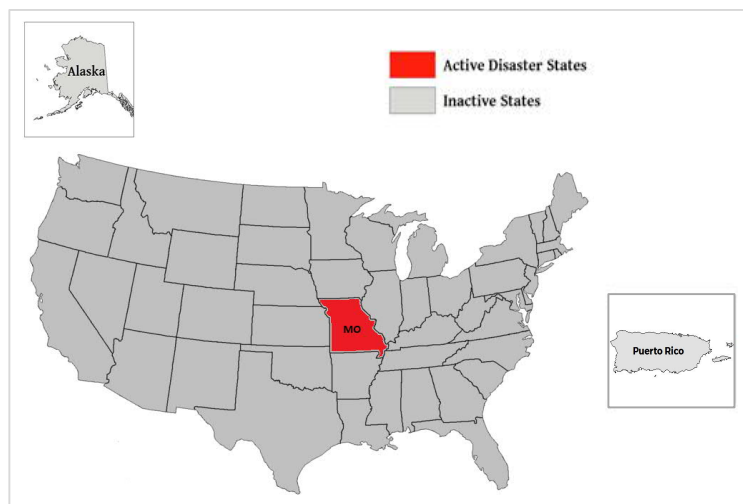 Alaska
Active Disaster States
Inactive States
MO
Puerto Rico